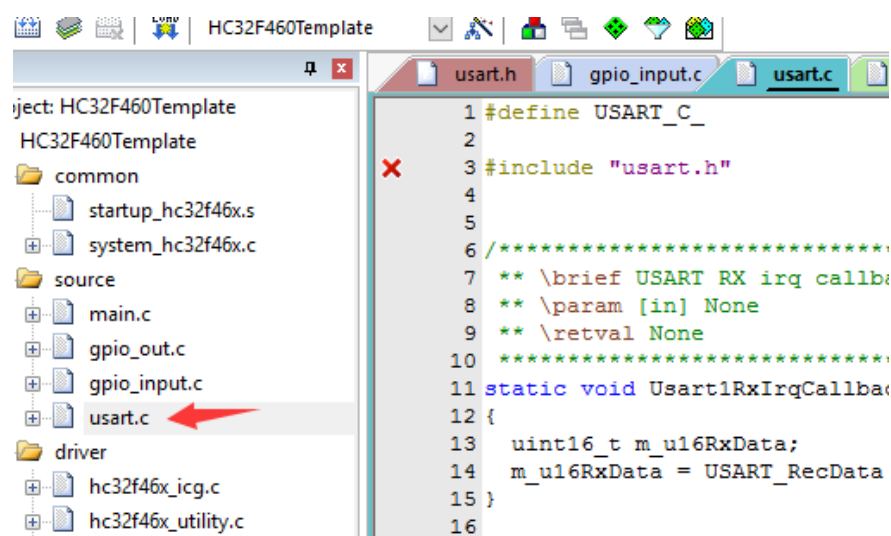 LOAD
HC32F460Template
usart.h gpio_input.c usart.c
ject: HC32F460Template
HC32F460Template
common
startup_hc32f46x.s
system_hc32f46x.c
source
main.c
gpio_out.c
gpio_input.c
usart.c
driver
hc32f46x_icg.c
hc32f46x_utility.c
1 #define USART_C_
2
3 #include "usart.h"
4
5
6 /******************************
7 ** \brief USART RX irq callba
8 ** \param [in] None
9 ** \retval None
10 ******************************
11 static void Usart1RxIrqCallbac
12 {
13 uint16_t m_u16RxData;
14 m_u16RxData = USART_RecData
15 }
16